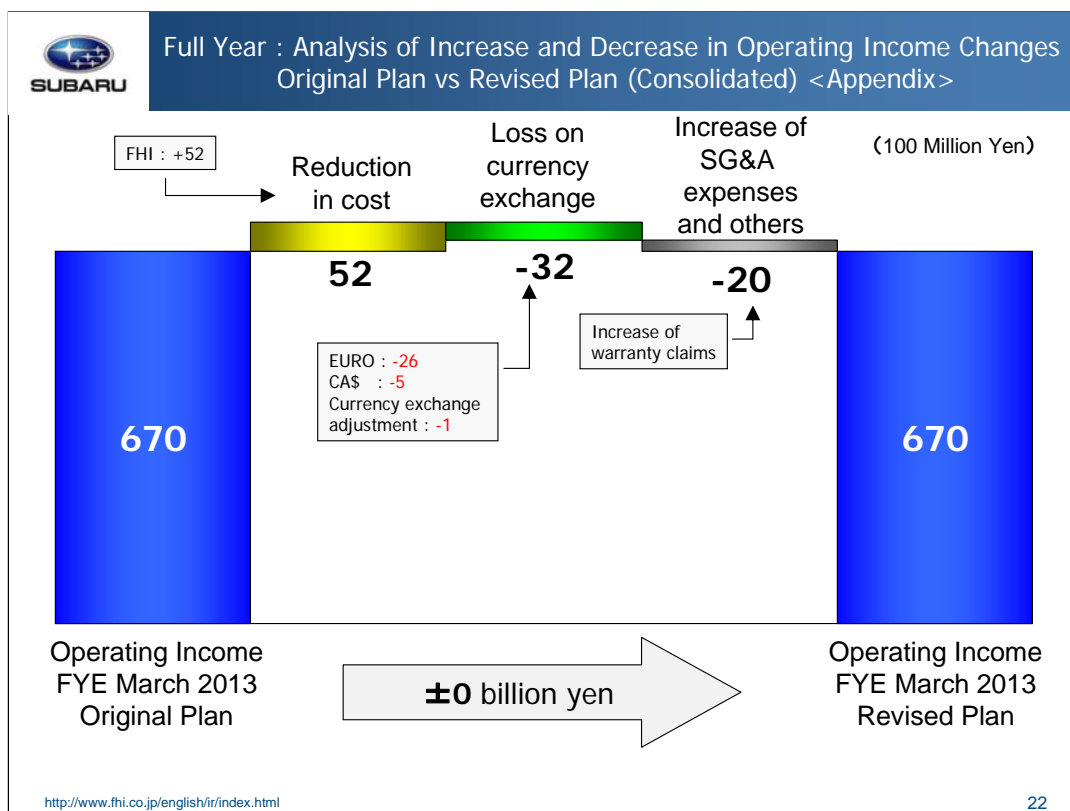 SUBARU
Full Year : Analysis of Increase and Decrease in Operating Income Changes
Original Plan vs Revised Plan (Consolidated) <Appendix>
(100 Million Yen)
FHI : +52
Reduction
in cost
Loss on
currency
exchange
Increase of
SG&A
expenses
and others
52
-32
-20
EURO : -26
CA$ : -5
Currency exchange
adjustment : -1
Increase of
warranty claims
670
670
Operating Income
FYE March 2013
Original Plan
±0 billion yen
Operating Income
FYE March 2013
Revised Plan
http://www.fhi.co.jp/english/ir/index.html
22